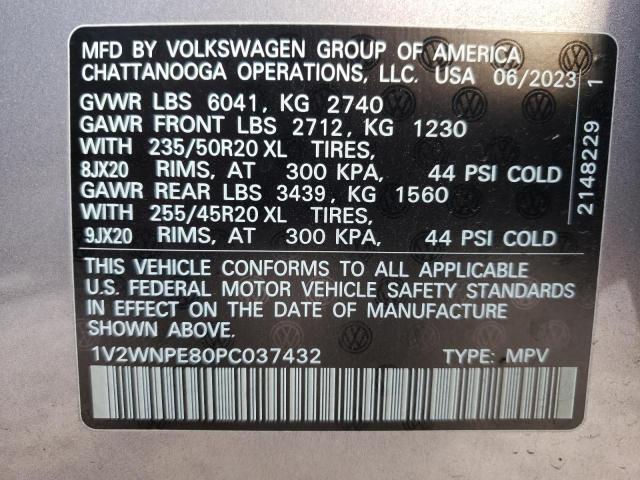 MFD BY VOLKSWAGEN GROUP OF AMERICA
CHATTANOOGA OPERATIONS, LLC. USA 06/2023
GVWR LBS 6041, KG 2740
GAWR FRONT LBS 2712, KG 1230
WITH 235/50R20 XL TIRES,
8JX20 RIMS, AT 300 KPA, 44 PSI COLD
GAWR REAR LBS 3439, KG 1560
WITH 255/45R20 XL TIRES,
9JX20 RIMS, AT 300 KPA, 44 PSI COLD
THIS VEHICLE CONFORMS TO ALL APPLICABLE
U.S. FEDERAL MOTOR VEHICLE SAFETY STANDARDS
IN EFFECT ON THE DATE OF MANUFACTURE
1V2WNPE80PC037432 TYPE: MPV
2148229 1